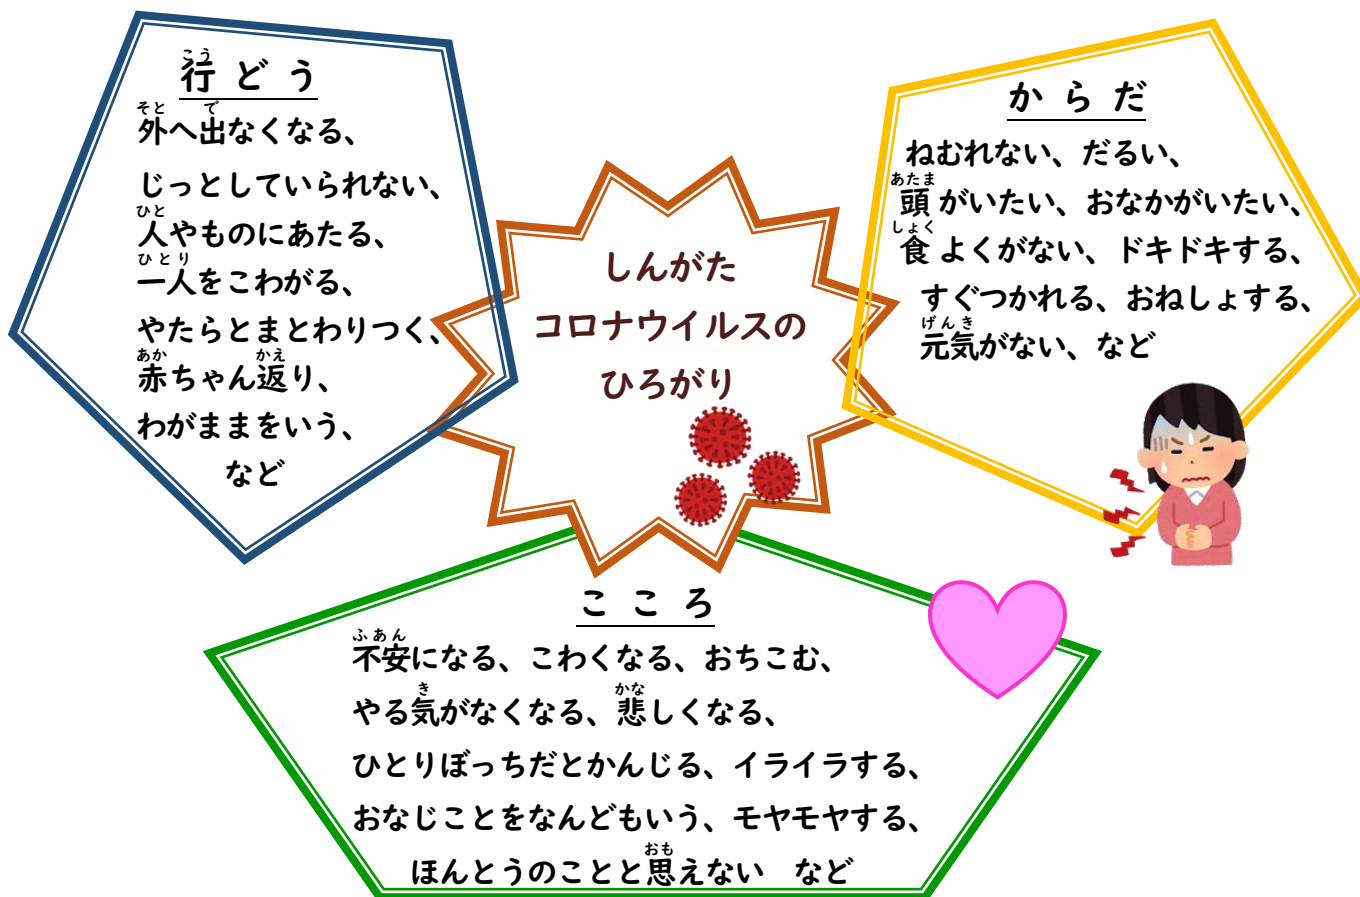 行どう
外へ出なくなる、
じっとしていられない、
人やものにあたる、
一人をこわがる、
やたらとまとわりつく、
赤ちゃん返り、
わがままをいう、
など
しんがた
コロナウイルスの
ひろがり
からだ
ねむれない、だるい、
頭がいたい、おなかがいたい、
食よくがない、ドキドキする、
すぐつかれる、おねしょする、
元気がない、など
こころ
不安になる、こわくなる、おちこむ、
やる気がなくなる、悲しくなる、
ひとりぼっちだとかんじる、イライラする、
おなじことをなんどもいう、モヤモヤする、
ほんとうのことと思えない　など